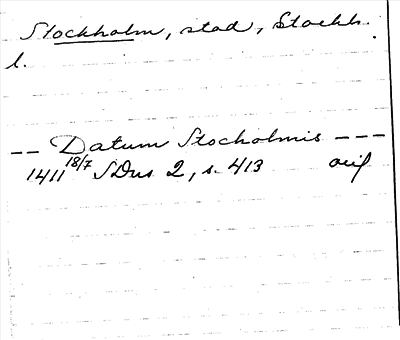 Stockholm, stad, Stockh.
l.
-- Datum Stocholmis ---
1411 18/7 SDns 2, s. 413 orig